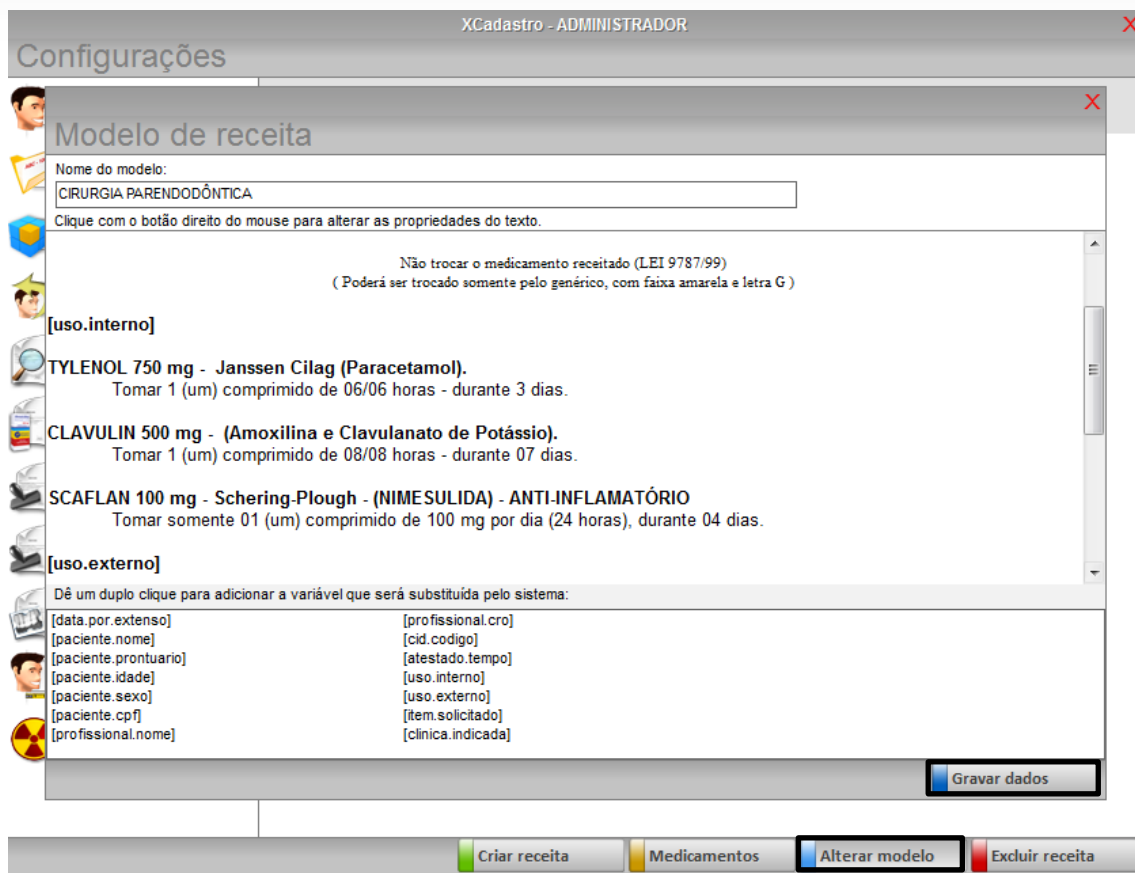 XCadastro - ADMINISTRADOR
X
Configurações
X
Modelo de receita
Nome do modelo:
CIRURGIA PARENDODÔNTICA
Clique com o botão direito do mouse para alterar as propriedades do texto.
Não trocar o medicamento receitado (LEI 9787/99)
( Poderá ser trocado somente pelo genérico, com faixa amarela e letra G )
[uso.interno]
TYLENOL 750 mg - Janssen Cilag (Paracetamol).
Tomar 1 (um) comprimido de 06/06 horas - durante 3 dias.
CLAVULIN 500 mg - (Amoxilina e Clavulanato de Potássio).
Tomar 1 (um) comprimido de 08/08 horas - durante 07 dias.
SCAFLAN 100 mg - Schering-Plough - (NIMESULIDA) - ANTI-INFLAMATÓRIO
Tomar somente 01 (um) comprimido de 100 mg por dia (24 horas), durante 04 dias.
[uso.externo]
Dê um duplo clique para adicionar a variável que será substituída pelo sistema:
[data.por.extenso]
[paciente.nome]
[paciente.prontuario]
[paciente.idade]
[paciente.sexo]
[paciente.cpf]
[profissional.nome]
[profissional.cro]
[cid.codigo]
[atestado.tempo]
[uso.interno]
[uso.externo]
[item.solicitado]
[clinica.indicada]
Gravar dados
Criar receita
Medicamentos
Alterar modelo
Excluir receita